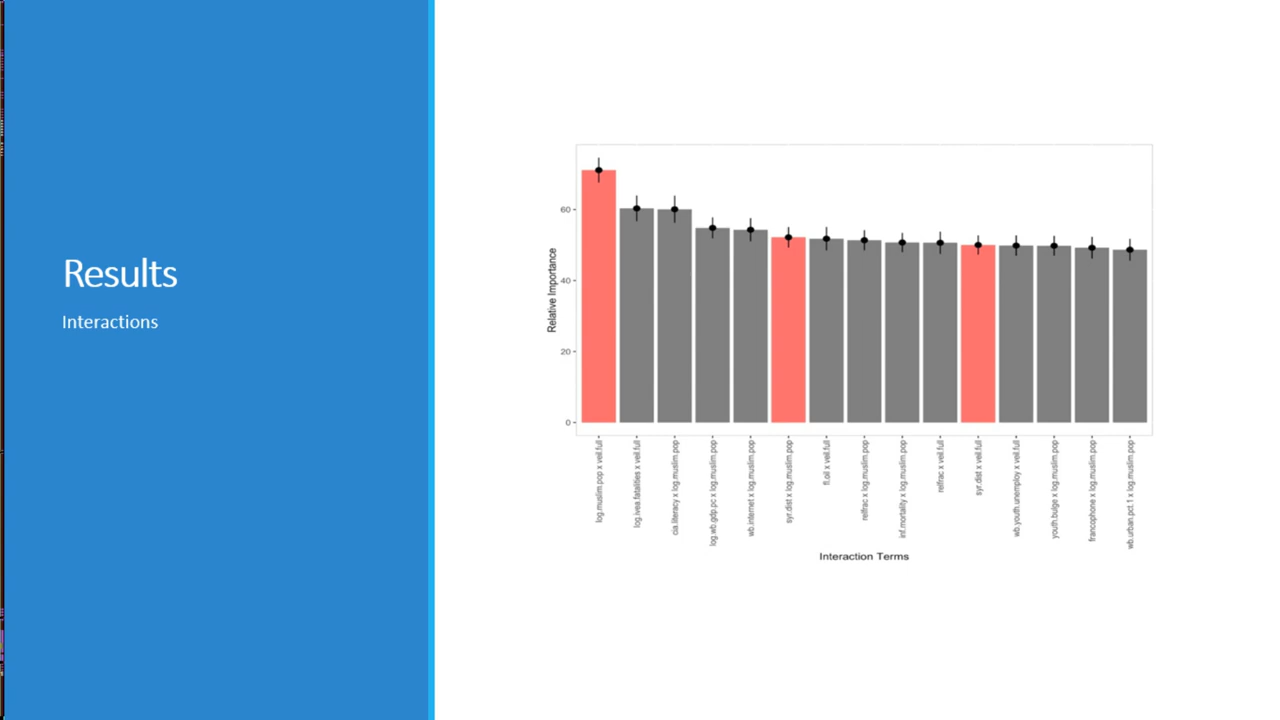 Results
Interactions
Relative Importance
60
40
20
0
log.muslim.pop x veil.full
log.ivea.fatalities x veil.full
cia.literacy x log.muslim.pop
log.wb.gdp.pc x log.muslim.pop
wb.internet x log.muslim.pop
syr.dist x log.muslim.pop
fl.oil x veil.full
relfrac x log.muslim.pop
inf.mortality x log.muslim.pop
relfrac x veil.full
syr.dist x veil.full
wb.youth.unemploy x veil.full
youth.bulge x log.muslim.pop
francophone x log.muslim.pop
wb.urban.pct.1 x log.muslim.pop
Interaction Terms